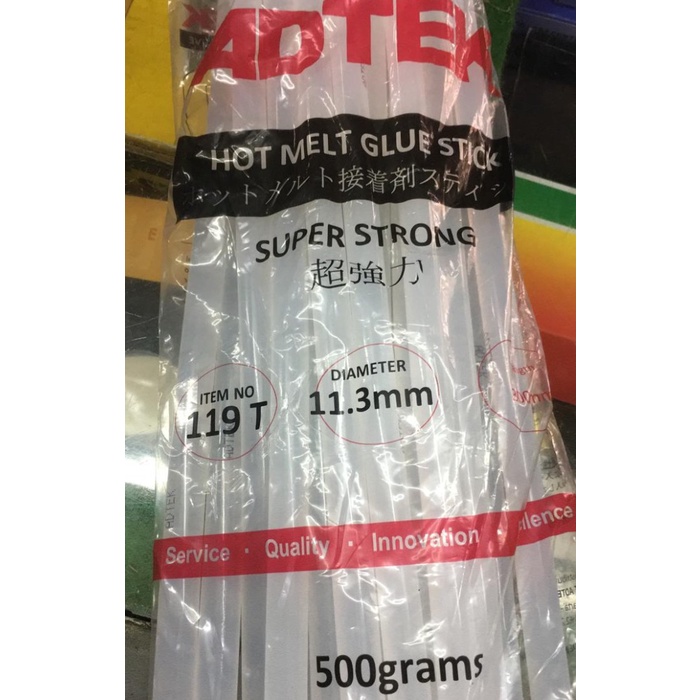 ADTEK
HOT MELT GLUE STICK
ホットメルト接着剤スティッ
SUPER STRONG
超強力
ITEM NO
119 T
DIAMETER
11.3mm
ADTEK
Service · Quality · Innovation
500grams